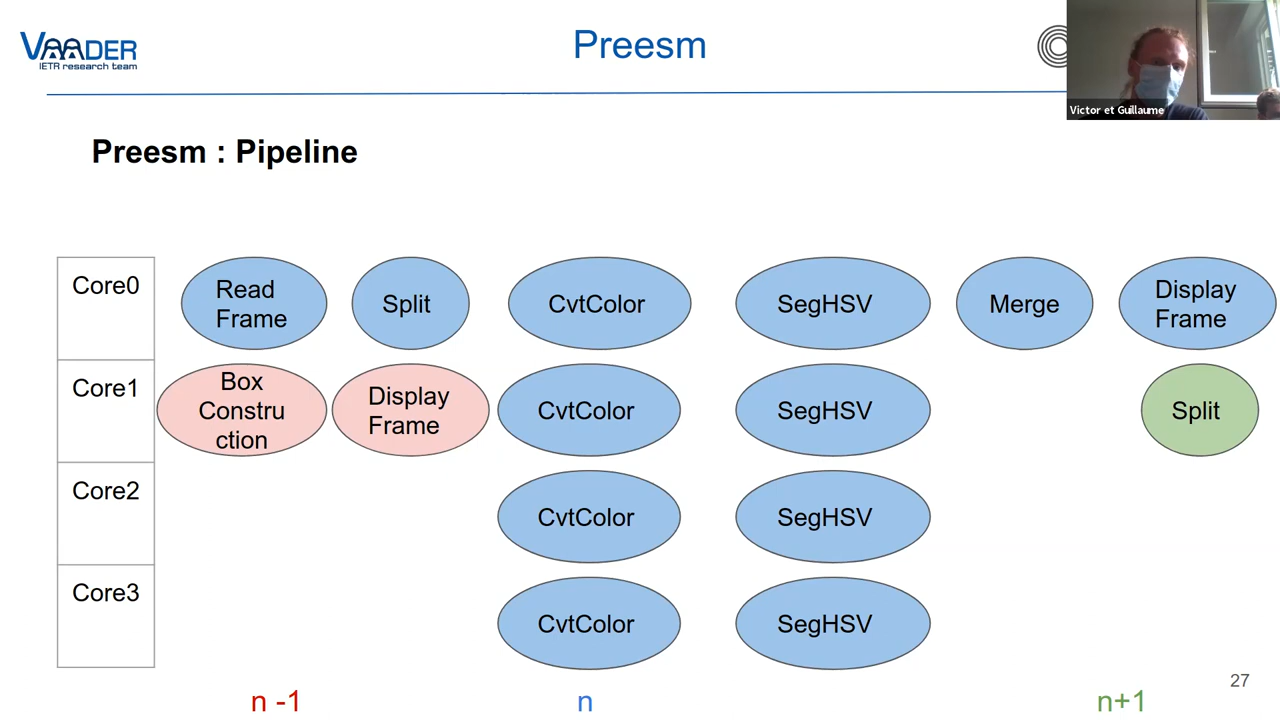 VAADER
IETR research team
Preesm
Victor et Guillaume
Preesm : Pipeline
Core0
Read
Frame
Split
CvtColor
SegHSV
Merge
Display
Frame
Core1
Box
Constru
ction
Display
Frame
CvtColor
SegHSV
Split
Core2
CvtColor
SegHSV
Core3
CvtColor
SegHSV
27
n -1
n
n+1